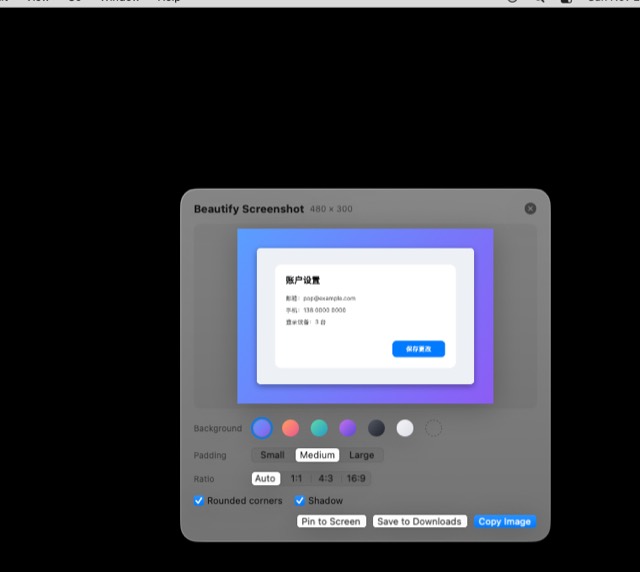 Window Help
Beautify Screenshot 480 × 300
账户设置
邮箱：pop@example.com
手机：138 0000 0000
登录设备：3 台
保存更改
Background
Padding Small Medium Large
Ratio Auto 1:1 4:3 16:9
Rounded corners Shadow
Pin to Screen Save to Downloads Copy Image